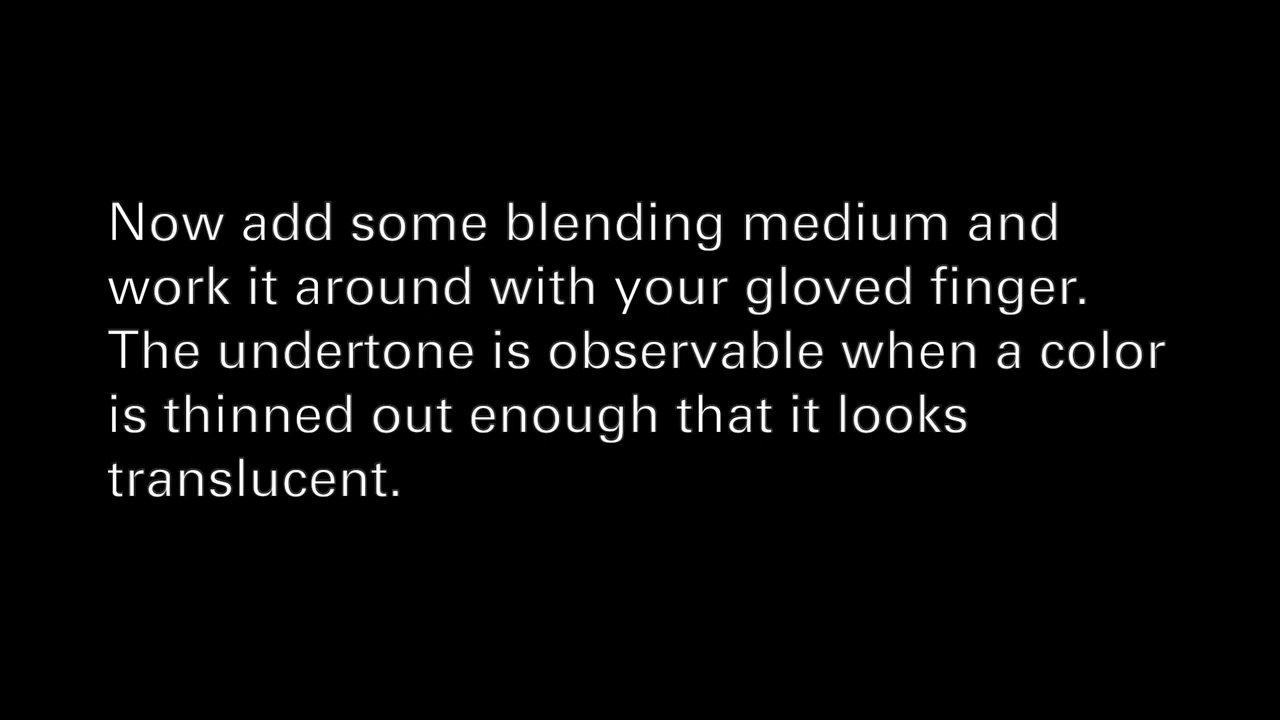 Now add some blending medium and
work it around with your gloved finger.
The undertone is observable when a color
is thinned out enough that it looks
translucent.